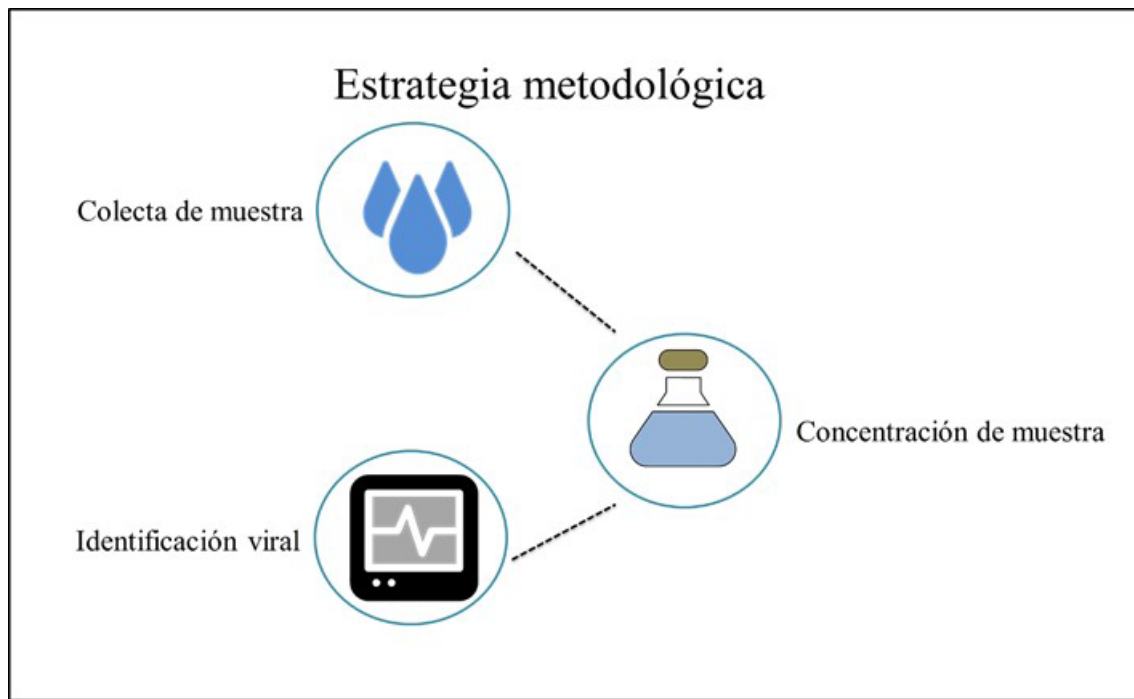 Estrategia metodológica
Colecta de muestra
Concentración de muestra
Identificación viral